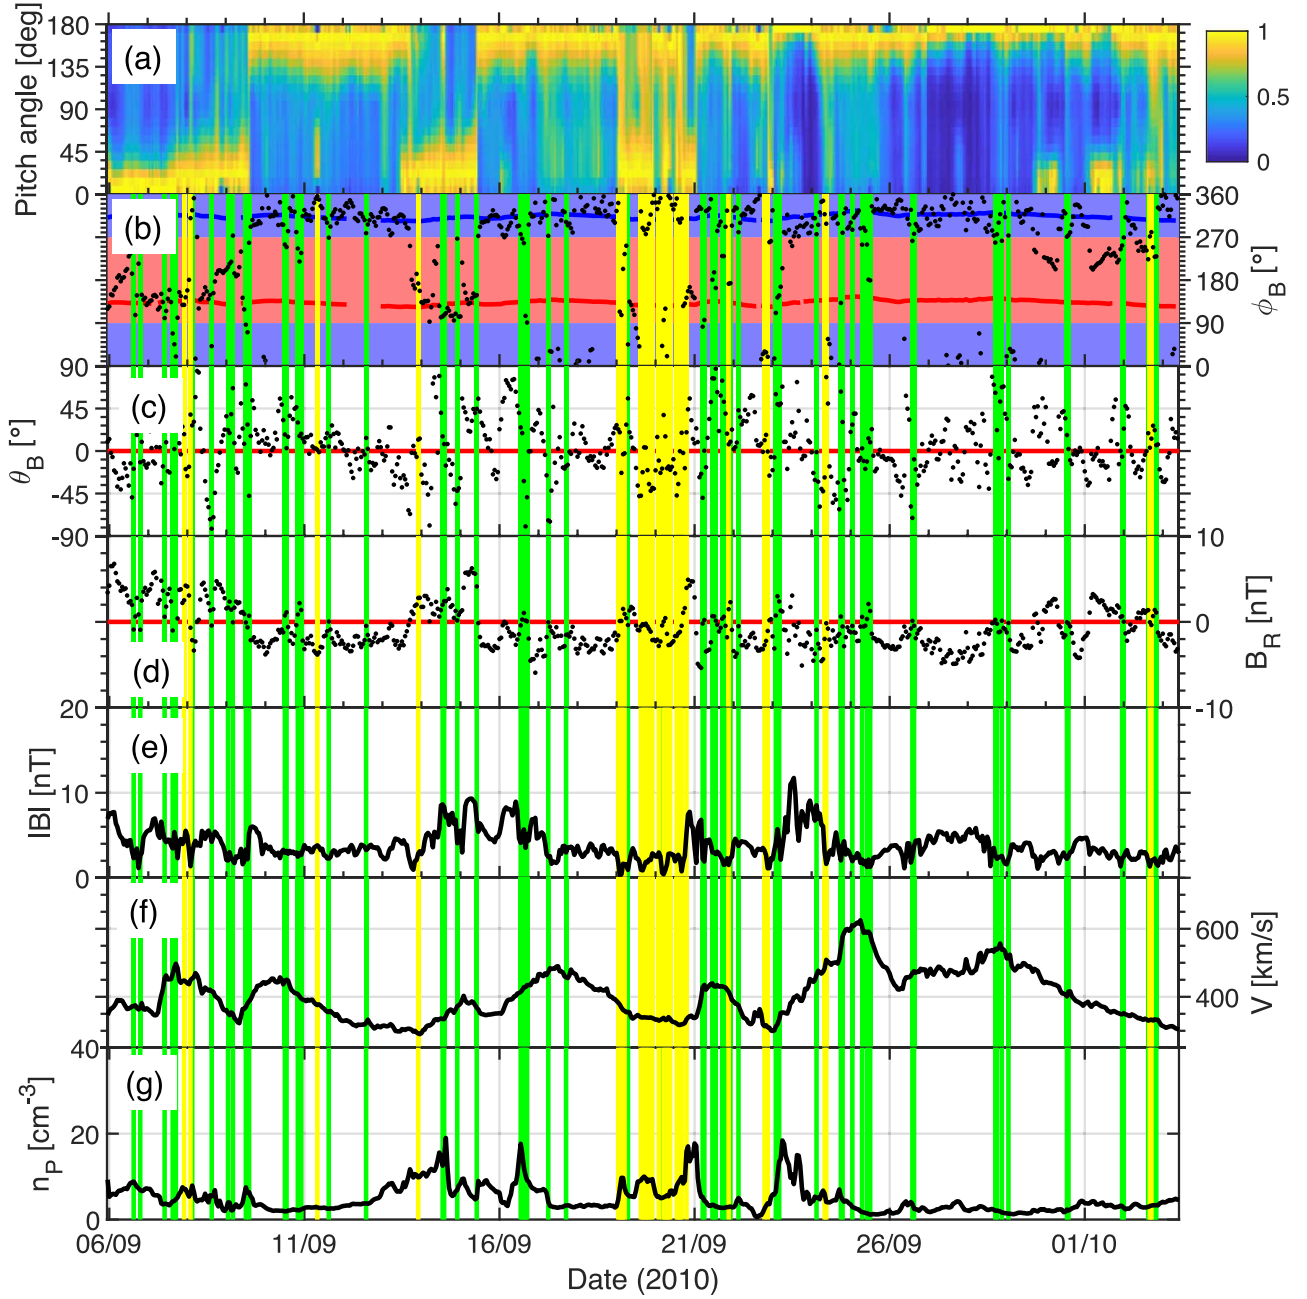 180
135
90
45
0
Pitch angle [deg]
(a)
1
0.5
0
(b)
360
270
180
90
0
ϕB [°]
90
45
0
-45
-90
θB [°]
(c)
10
0
-10
BR [nT]
(d)
20
10
0
|B| [nT]
(e)
(f)
600
400
V [km/s]
40
20
0
nP [cm-3]
(g)
06/09 11/09 16/09 21/09 26/09 01/10
Date (2010)